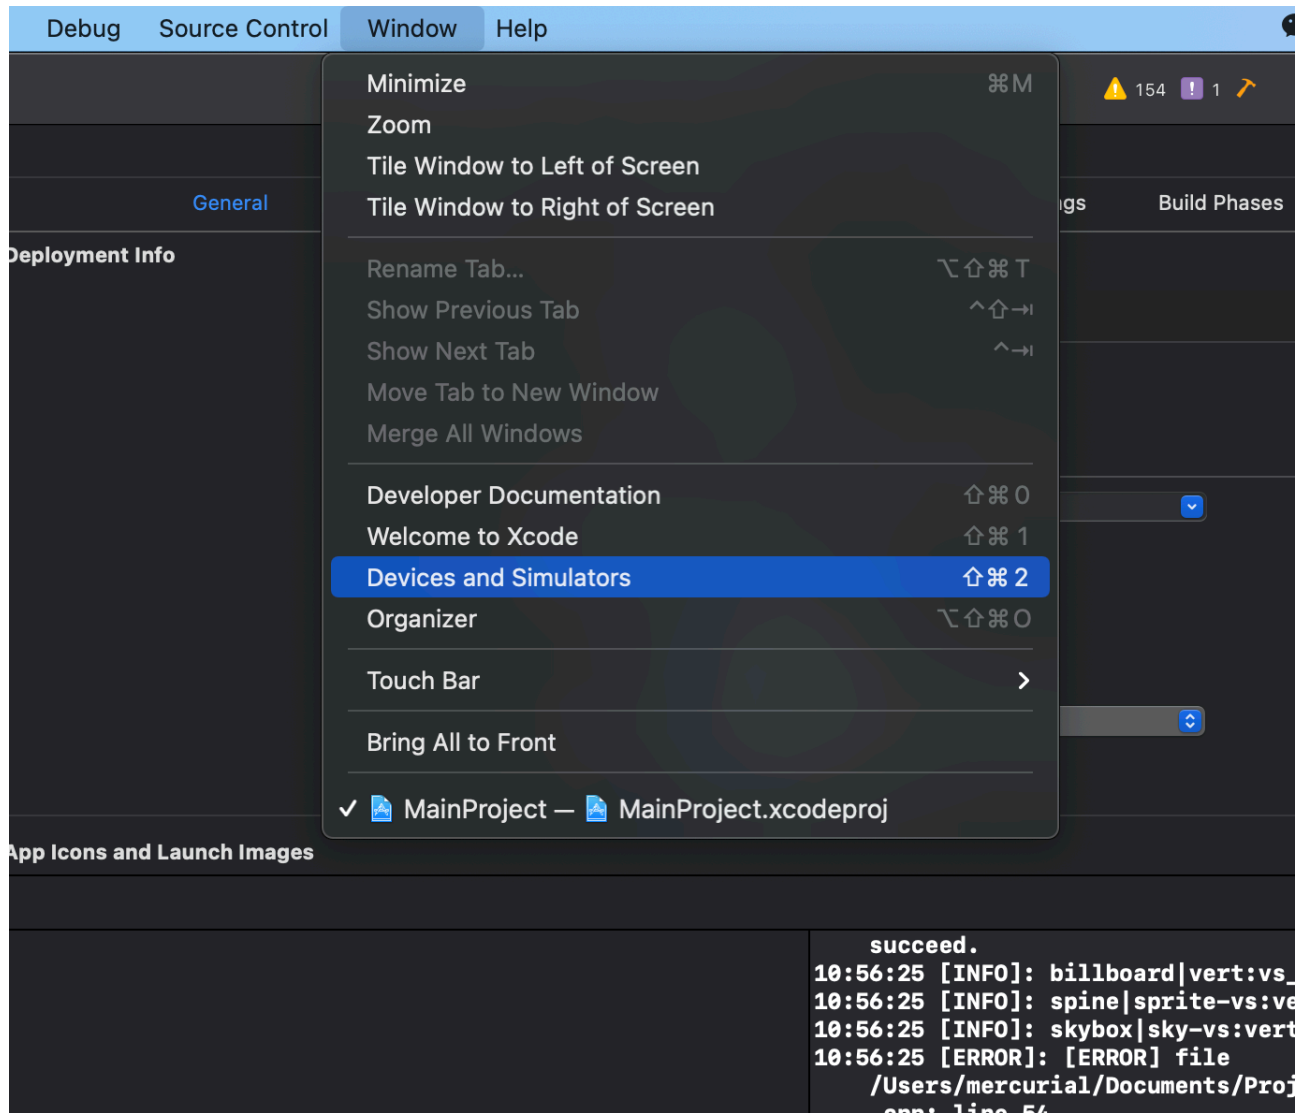 Debug Source Control Window Help
Minimize ⌘M
154 1
Zoom
Tile Window to Left of Screen
General
Tile Window to Right of Screen
ngs Build Phases
Deployment Info
Rename Tab... ⌥⇧⌘T
Show Previous Tab ^⇧⇥
Show Next Tab ^⇥
Move Tab to New Window
Merge All Windows
Developer Documentation ⇧⌘0
Welcome to Xcode ⇧⌘1
Devices and Simulators ⇧⌘2
Organizer ⌥⇧⌘O
Touch Bar
Bring All to Front
✓ MainProject — MainProject.xcodeproj
App Icons and Launch Images
succeed.
10:56:25 [INFO]: billboard|vert:vs_
10:56:25 [INFO]: spine|sprite-vs:ve
10:56:25 [INFO]: skybox|sky-vs:vert
10:56:25 [ERROR]: [ERROR] file
/Users/mercurial/Documents/Proj
cpp: line 54